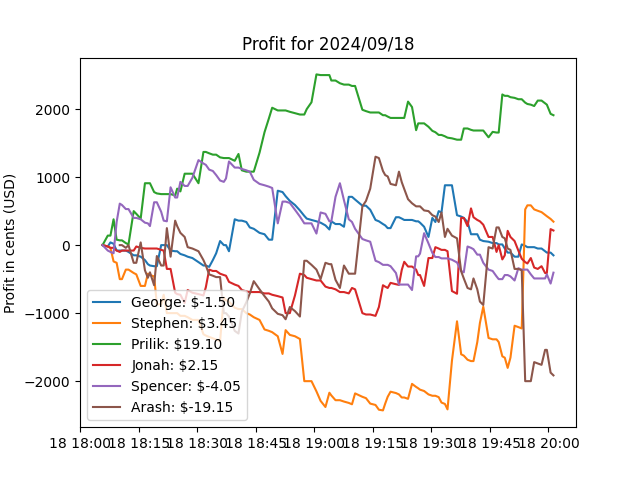 Profit for 2024/09/18
Profit in cents (USD)
2000
1000
0
−1000
−2000
George: $-1.50
Stephen: $3.45
Prilik: $19.10
Jonah: $2.15
Spencer: $-4.05
Arash: $-19.15
18 18:00 18 18:15 18 18:30 18 18:45 18 19:00 18 19:15 18 19:30 18 19:45 18 20:00